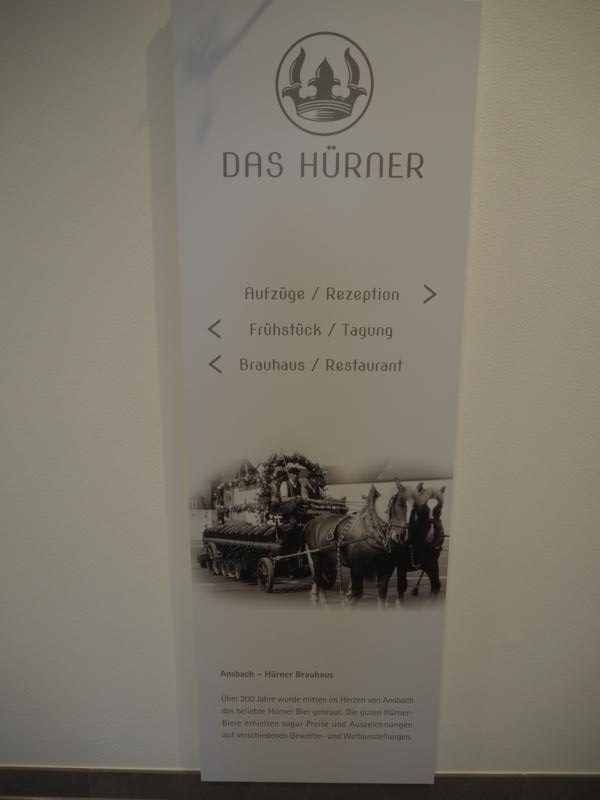 DAS HÜRNER
Aufzüge / Rezeption >
< Frühstück / Tagung
< Brauhaus / Restaurant
Ansbach – Hürner Brauhaus
Über 200 Jahre wurde mitten im Herzen von Ansbach
das beliebte Hürner Bier gebraut. Die guten Hürner-
Biere erhielten sogar Preise und Auszeichnungen
auf verschiedenen Gewerbe- und Weltausstellungen.